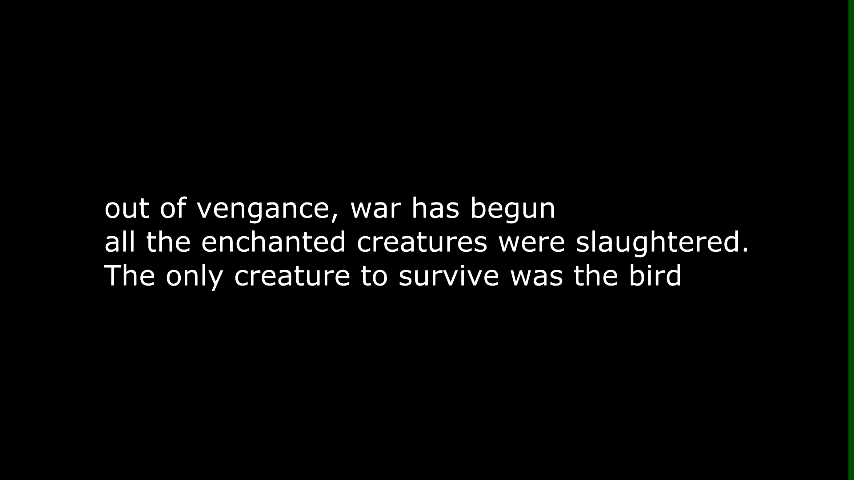 out of vengance, war has begun
all the enchanted creatures were slaughtered.
The only creature to survive was the bird